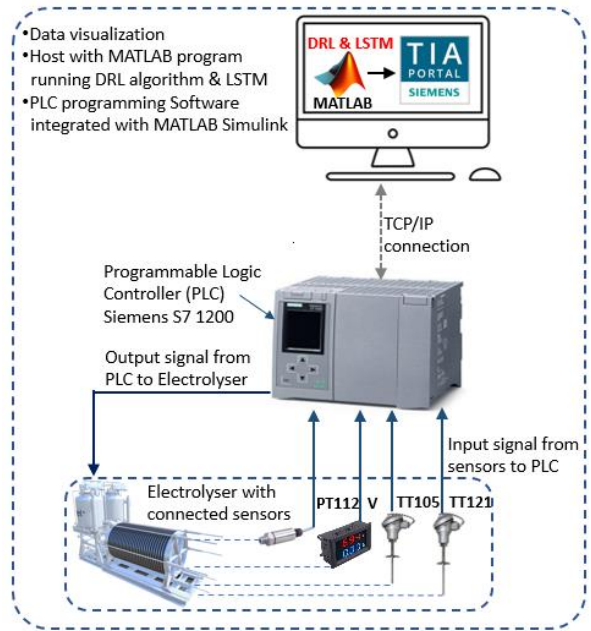 •Data visualization
•Host with MATLAB program
running DRL algorithm & LSTM
•PLC programming Software
integrated with MATLAB Simulink
DRL & LSTM
MATLAB
TIA
PORTAL
SIEMENS
TCP/IP
connection
Programmable Logic
Controller (PLC)
Siemens S7 1200
Output signal from
PLC to Electrolyser
Input signal from
sensors to PLC
Electrolyser with
connected sensors
PT112 V TT105 TT121